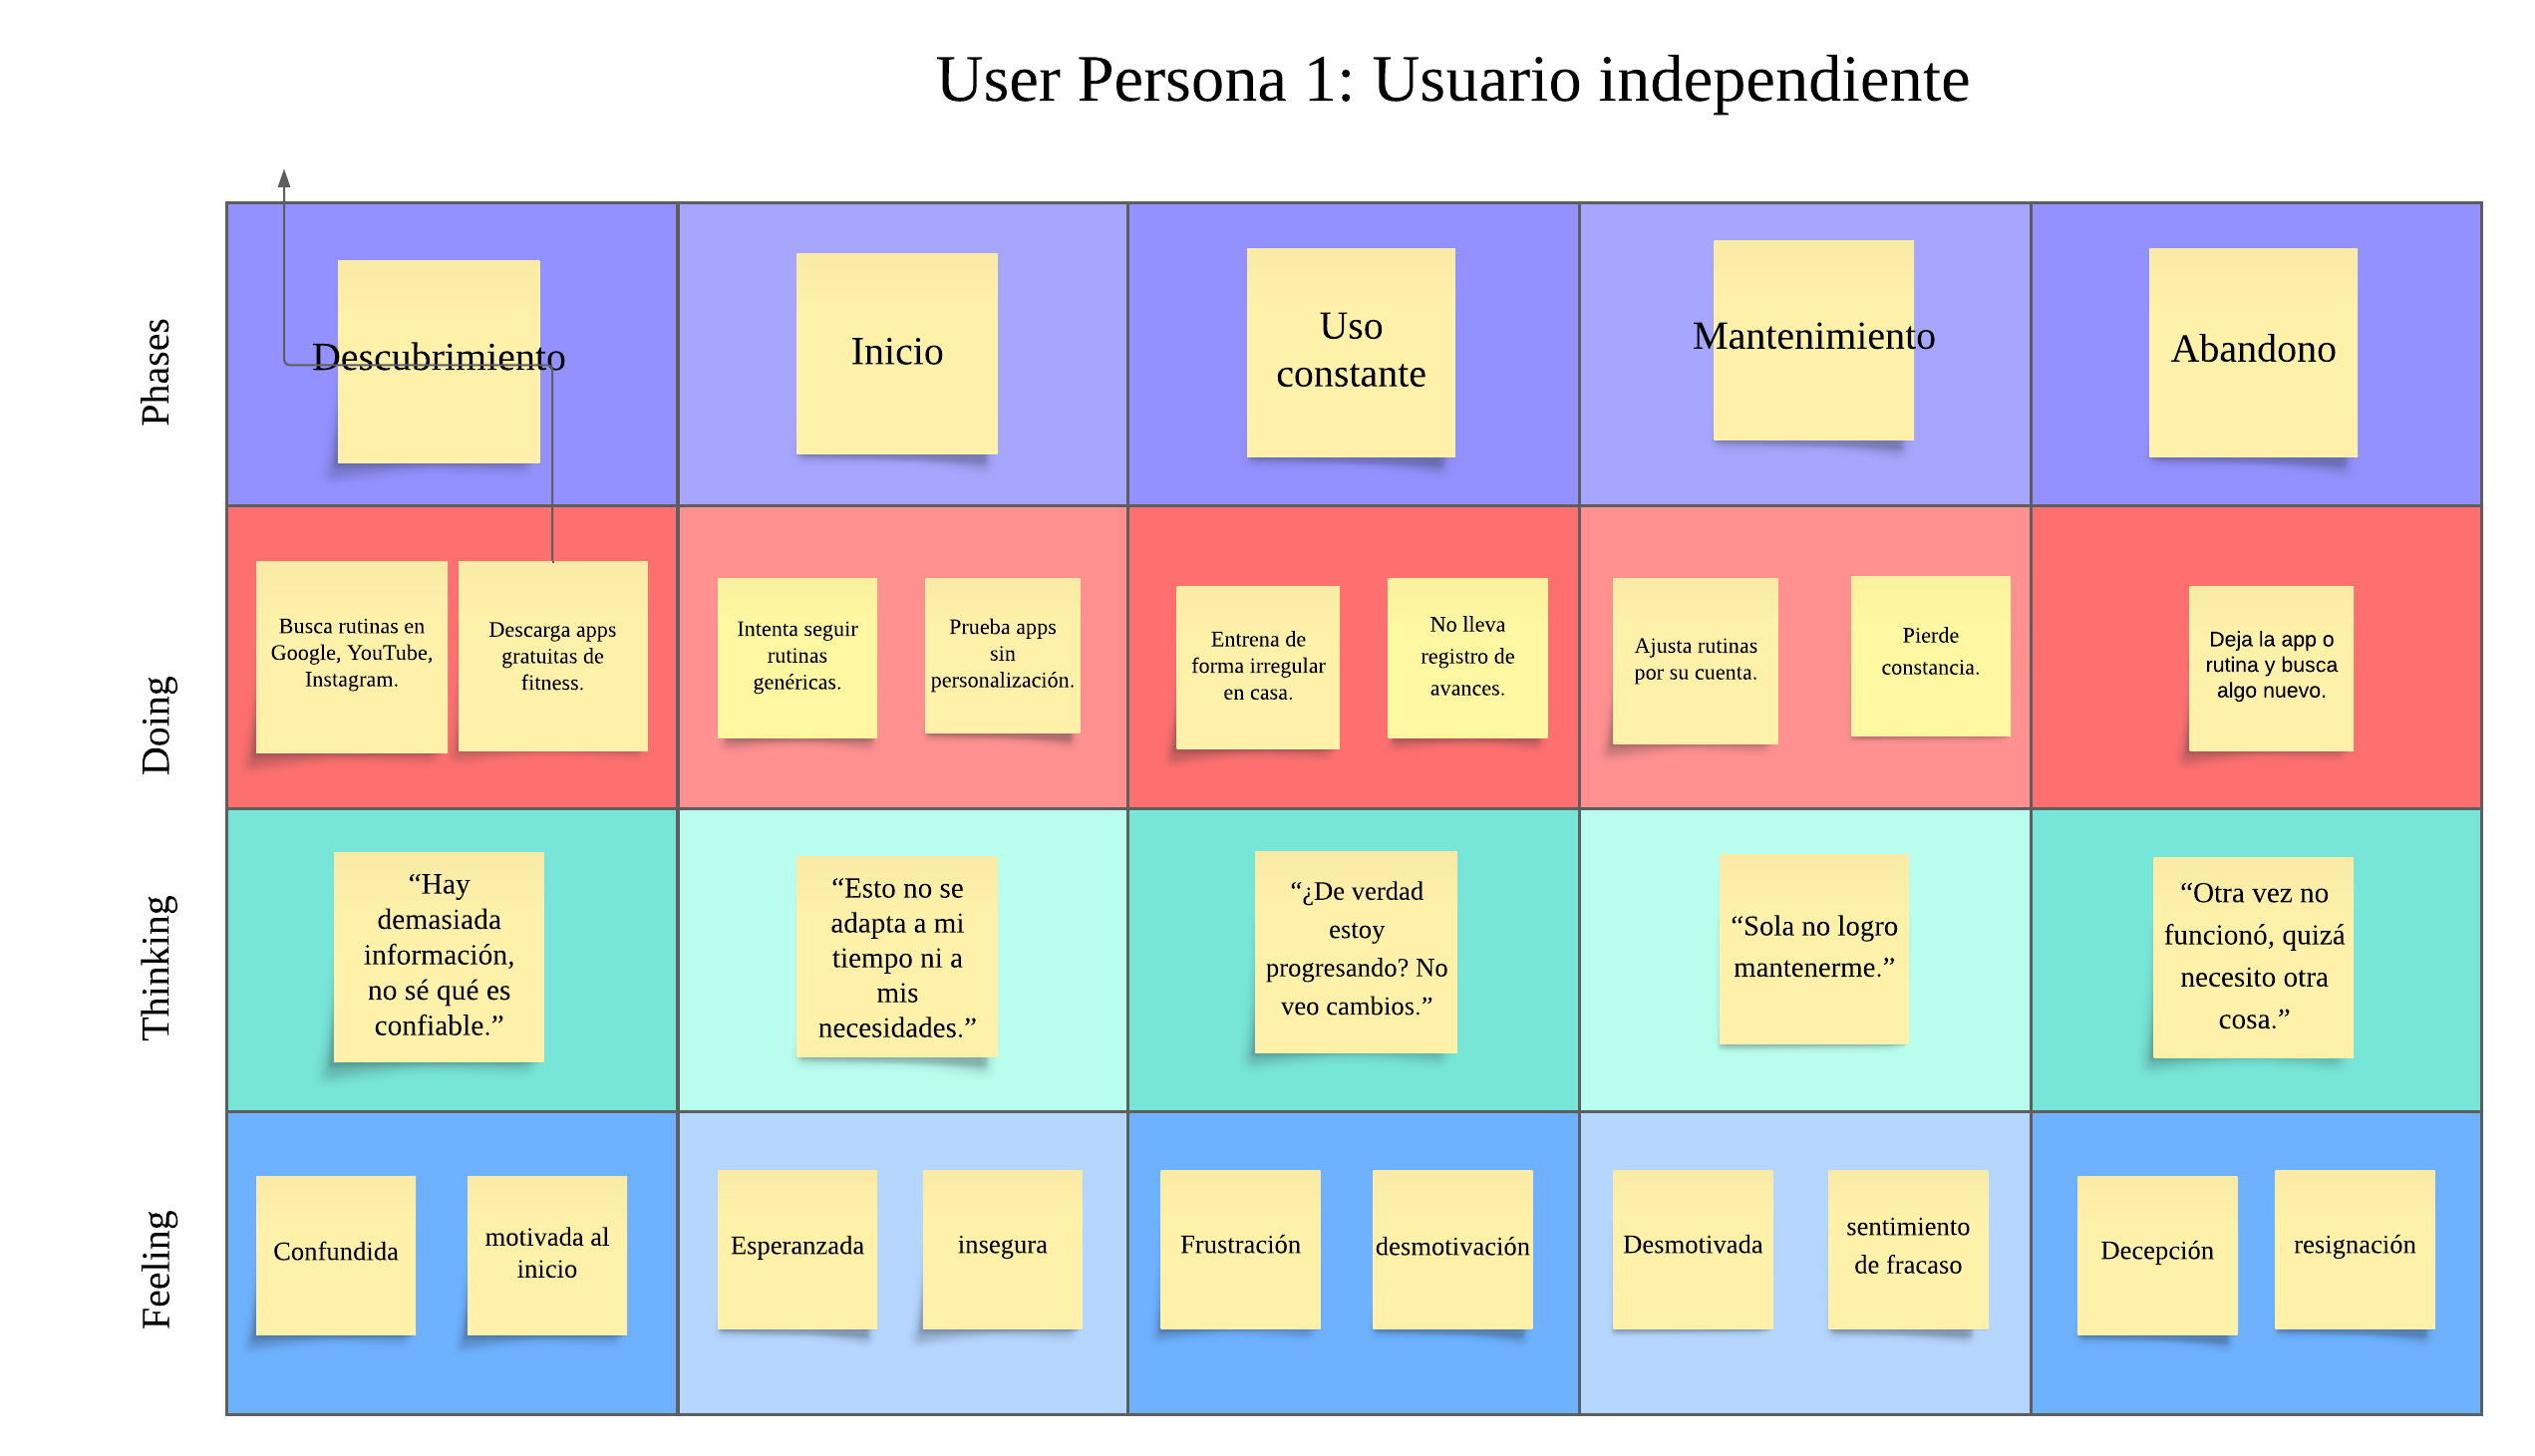 User Persona 1: Usuario independiente
Phases
Descubrimiento
Inicio
Uso
constante
Mantenimiento
Abandono
Doing
Busca rutinas en
Google, YouTube,
Instagram.
Descarga apps
gratuitas de
fitness.
Intenta seguir
rutinas
genéricas.
Prueba apps
sin
personalización.
Entrena de
forma irregular
en casa.
No lleva
registro de
avances.
Ajusta rutinas
por su cuenta.
Pierde
constancia.
Deja la app o
rutina y busca
algo nuevo.
Thinking
“Hay
demasiada
información,
no sé qué es
confiable.”
“Esto no se
adapta a mi
tiempo ni a
mis
necesidades.”
“¿De verdad
estoy
progresando? No
veo cambios.”
“Sola no logro
mantenerme.”
“Otra vez no
funcionó, quizá
necesito otra
cosa.”
Feeling
Confundida
motivada al
inicio
Esperanzada
insegura
Frustración
desmotivación
Desmotivada
sentimiento
de fracaso
Decepción
resignación